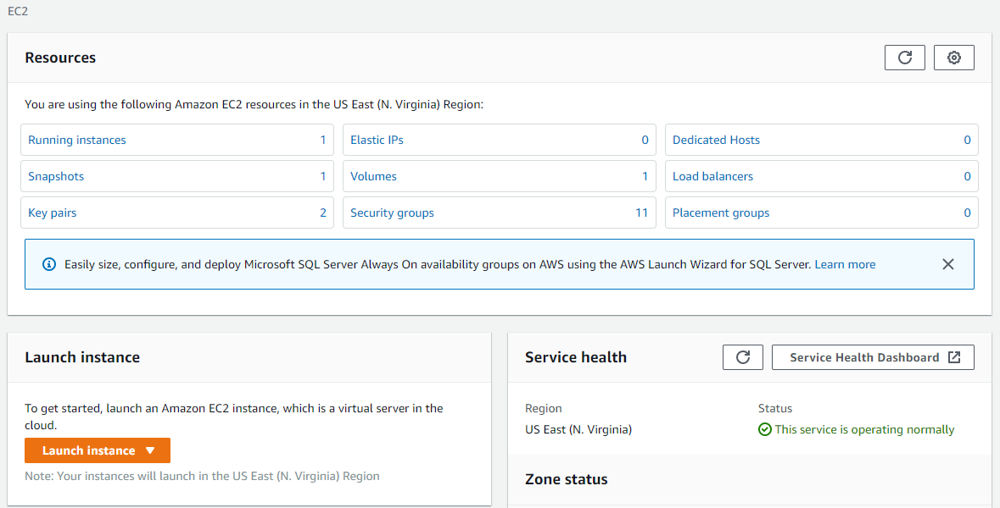 EC2
Resources
You are using the following Amazon EC2 resources in the US East (N. Virginia) Region:
Running instances 1
Elastic IPs 0
Dedicated Hosts 0
Snapshots 1
Volumes 1
Load balancers 0
Key pairs 2
Security groups 11
Placement groups 0
Easily size, configure, and deploy Microsoft SQL Server Always On availability groups on AWS using the AWS Launch Wizard for SQL Server. Learn more
Launch instance
To get started, launch an Amazon EC2 instance, which is a virtual server in the
cloud.
Launch instance
Note: Your instances will launch in the US East (N. Virginia) Region
Service health
Service Health Dashboard
Region
US East (N. Virginia)
Status
This service is operating normally
Zone status